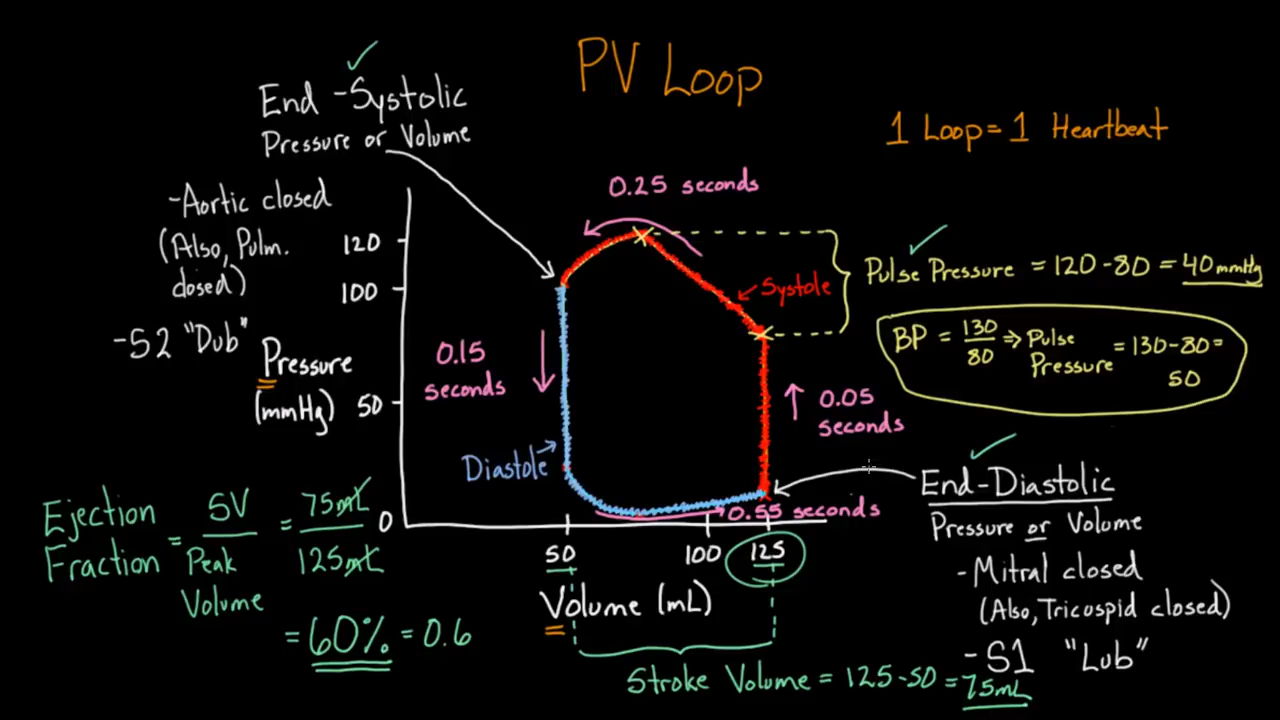 PV Loop
1 Loop = 1 Heartbeat
End -Systolic
Pressure or Volume
-Aortic closed
(Also, Pulm.
closed)
-S2 "Dub"
Pressure
(mmHg)
120
100
50
0
0.25 seconds
Systole
0.15
seconds
0.05
seconds
Diastole
0.55 seconds
50
100
125
Volume (mL)
Pulse Pressure = 120-80 = 40mmHg
BP = 130/80 ⇒ Pulse Pressure = 130-80=
50
End-Diastolic
Pressure or Volume
-Mitral closed
(Also, Tricuspid closed)
-S1 "Lub"
Ejection Fraction = SV / Peak Volume = 75mL / 125mL
= 60% = 0.6
Stroke Volume = 125-50 = 75mL